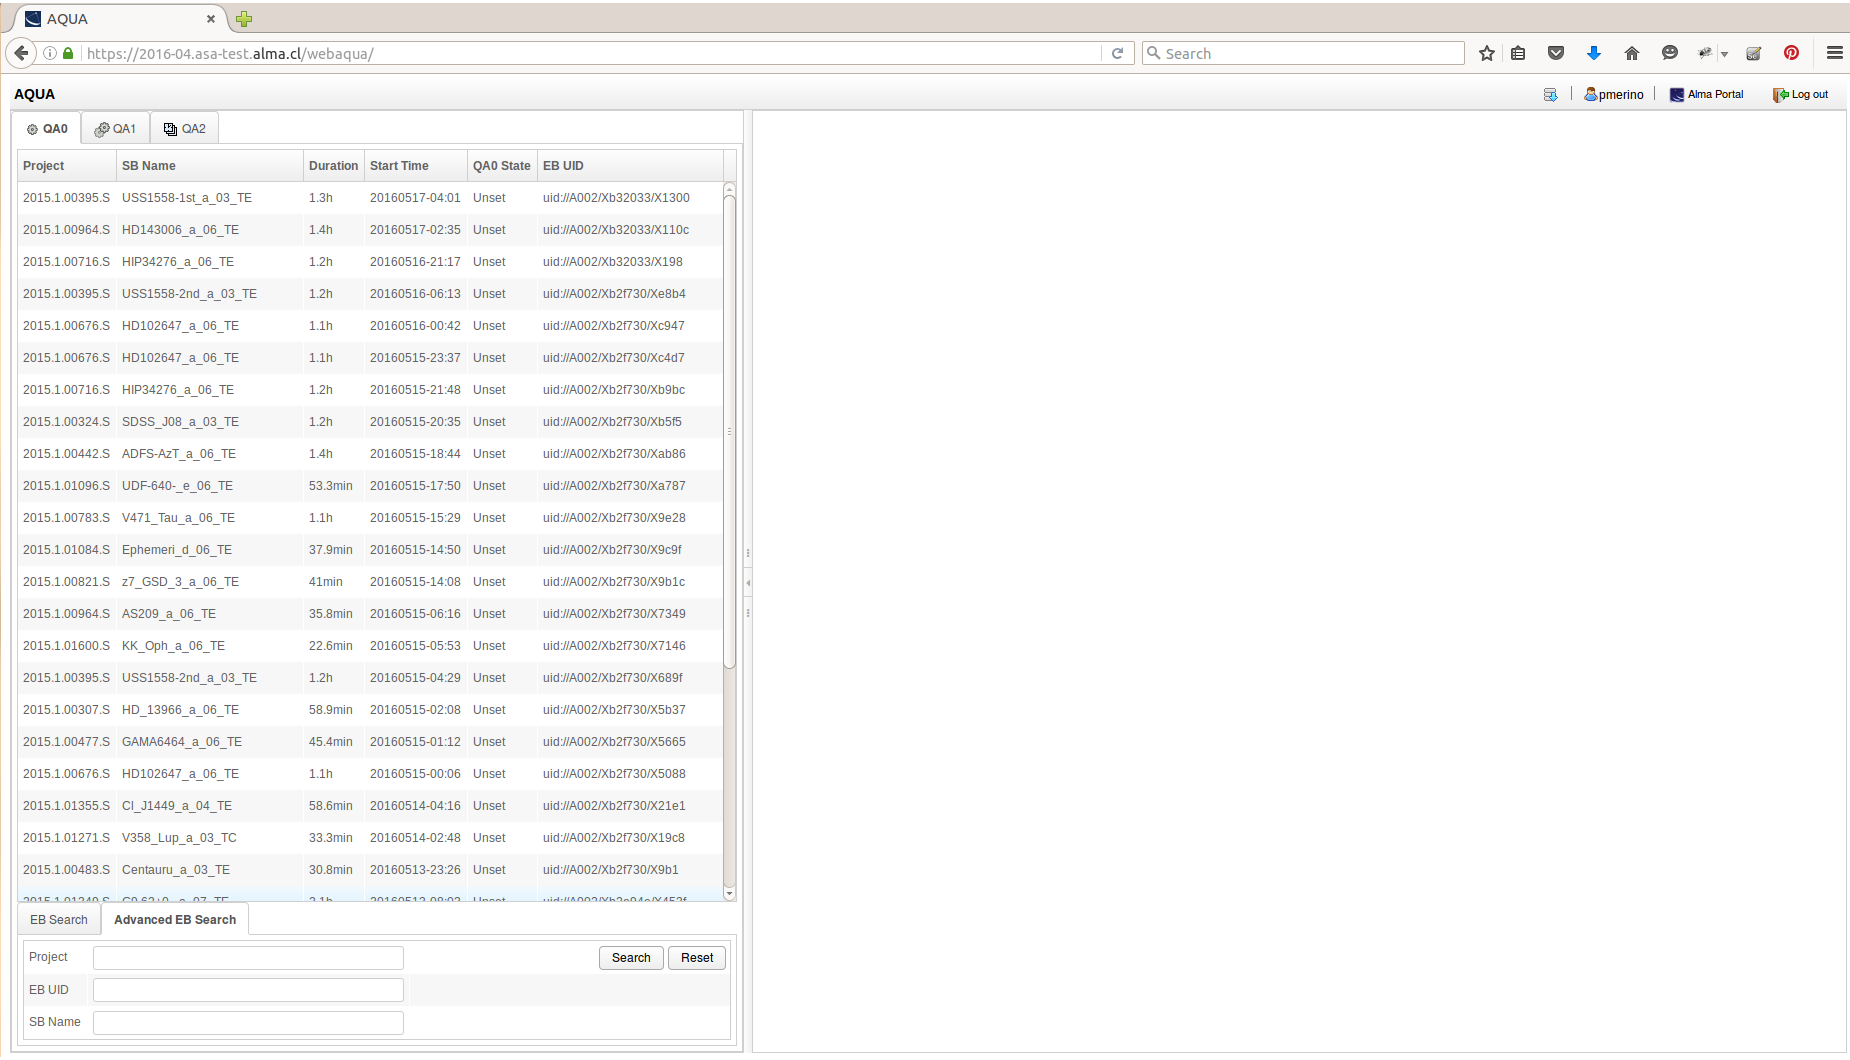 AQUA
https://2016-04.asa-test.alma.cl/webaqua/
Search
AQUA
pmerino
Alma Portal
Log out
QA0 QA1 QA2
Project SB Name Duration Start Time QA0 State EB UID
2015.1.00395.S USS1558-1st_a_03_TE 1.3h 20160517-04:01 Unset uid://A002/Xb32033/X1300
2015.1.00964.S HD143006_a_06_TE 1.4h 20160517-02:35 Unset uid://A002/Xb32033/X110c
2015.1.00716.S HIP34276_a_06_TE 1.2h 20160516-21:17 Unset uid://A002/Xb32033/X198
2015.1.00395.S USS1558-2nd_a_03_TE 1.2h 20160516-06:13 Unset uid://A002/Xb2f730/Xe8b4
2015.1.00676.S HD102647_a_06_TE 1.1h 20160516-00:42 Unset uid://A002/Xb2f730/Xc947
2015.1.00676.S HD102647_a_06_TE 1.1h 20160515-23:37 Unset uid://A002/Xb2f730/Xc4d7
2015.1.00716.S HIP34276_a_06_TE 1.2h 20160515-21:48 Unset uid://A002/Xb2f730/Xb9bc
2015.1.00324.S SDSS_J08_a_03_TE 1.2h 20160515-20:35 Unset uid://A002/Xb2f730/Xb5f5
2015.1.00442.S ADFS-AzT_a_06_TE 1.4h 20160515-18:44 Unset uid://A002/Xb2f730/Xab86
2015.1.01096.S UDF-640-_e_06_TE 53.3min 20160515-17:50 Unset uid://A002/Xb2f730/Xa787
2015.1.00783.S V471_Tau_a_06_TE 1.1h 20160515-15:29 Unset uid://A002/Xb2f730/X9e28
2015.1.01084.S Ephemeri_d_06_TE 37.9min 20160515-14:50 Unset uid://A002/Xb2f730/X9c9f
2015.1.00821.S z7_GSD_3_a_06_TE 41min 20160515-14:08 Unset uid://A002/Xb2f730/X9b1c
2015.1.00964.S AS209_a_06_TE 35.8min 20160515-06:16 Unset uid://A002/Xb2f730/X7349
2015.1.01600.S KK_Oph_a_06_TE 22.6min 20160515-05:53 Unset uid://A002/Xb2f730/X7146
2015.1.00395.S USS1558-2nd_a_03_TE 1.2h 20160515-04:29 Unset uid://A002/Xb2f730/X689f
2015.1.00307.S HD_13966_a_06_TE 58.9min 20160515-02:08 Unset uid://A002/Xb2f730/X5b37
2015.1.00477.S GAMA6464_a_06_TE 45.4min 20160515-01:12 Unset uid://A002/Xb2f730/X5665
2015.1.00676.S HD102647_a_06_TE 1.1h 20160515-00:06 Unset uid://A002/Xb2f730/X5088
2015.1.01355.S Cl_J1449_a_04_TE 58.6min 20160514-04:16 Unset uid://A002/Xb2f730/X21e1
2015.1.01271.S V358_Lup_a_03_TC 33.3min 20160514-02:48 Unset uid://A002/Xb2f730/X19c8
2015.1.00483.S Centauru_a_03_TE 30.8min 20160513-23:26 Unset uid://A002/Xb2f730/X9b1
EB Search Advanced EB Search
Project Search Reset
EB UID
SB Name